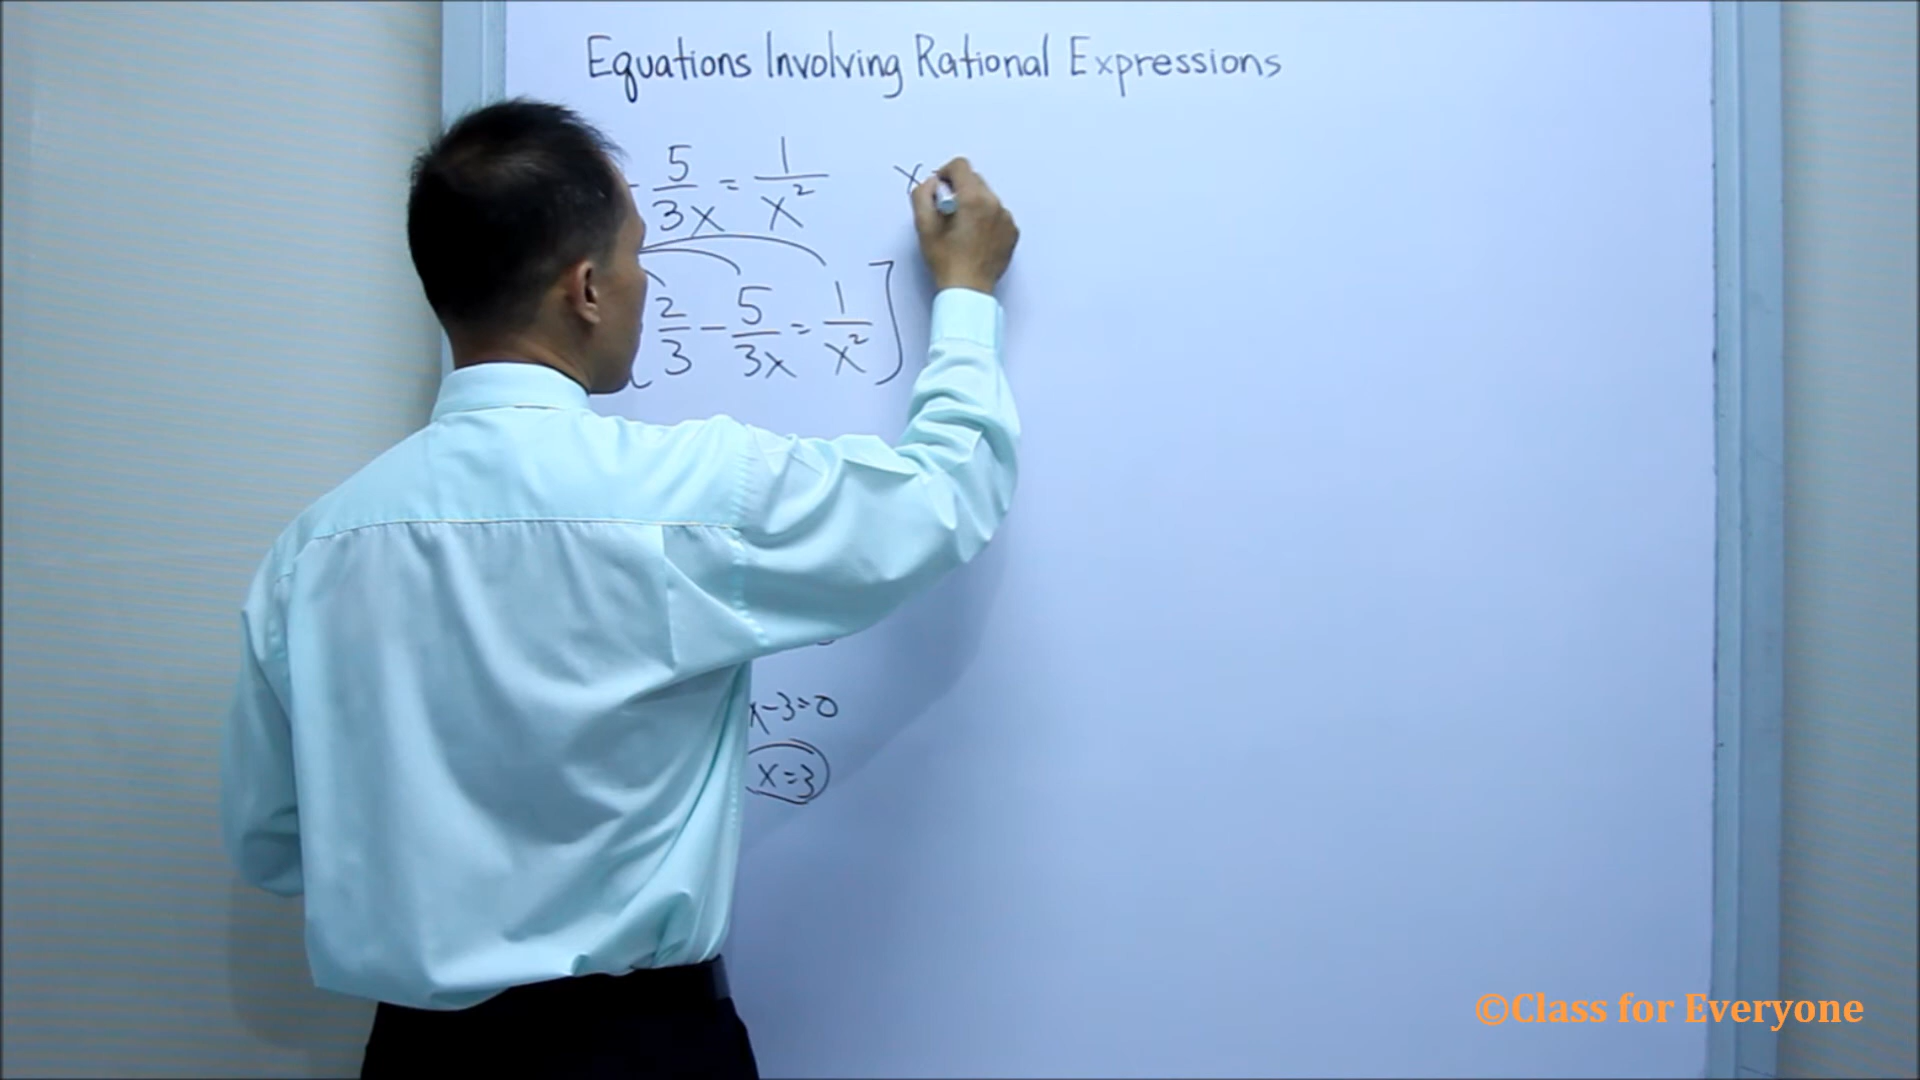 Equations Involving Rational Expressions
- 5/3x = 1/x² x
[2/3 - 5/3x = 1/x²]
x-3=0
x=3
©Class for Everyone